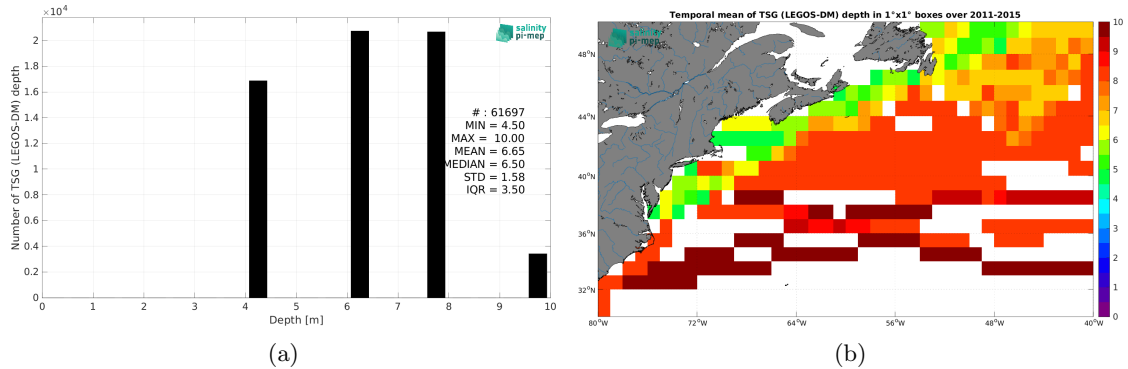 ×10⁴
salinity
pi-mep
2
1.8
1.6
1.4
1.2
1
0.8
0.6
0.4
0.2
0
Number of TSG (LEGOS-DM) depth
# : 61697
MIN = 4.50
MAX = 10.00
MEAN = 6.65
MEDIAN = 6.50
STD = 1.58
IQR = 3.50
0 1 2 3 4 5 6 7 8 9 10
Depth [m]
(a)
Temporal mean of TSG (LEGOS-DM) depth in 1°x1° boxes over 2011-2015
salinity
pi-mep
48°N
44°N
40°N
36°N
32°N
80°W 72°W 64°W 56°W 48°W 40°W
10
9
8
7
6
5
4
3
2
1
0
(b)